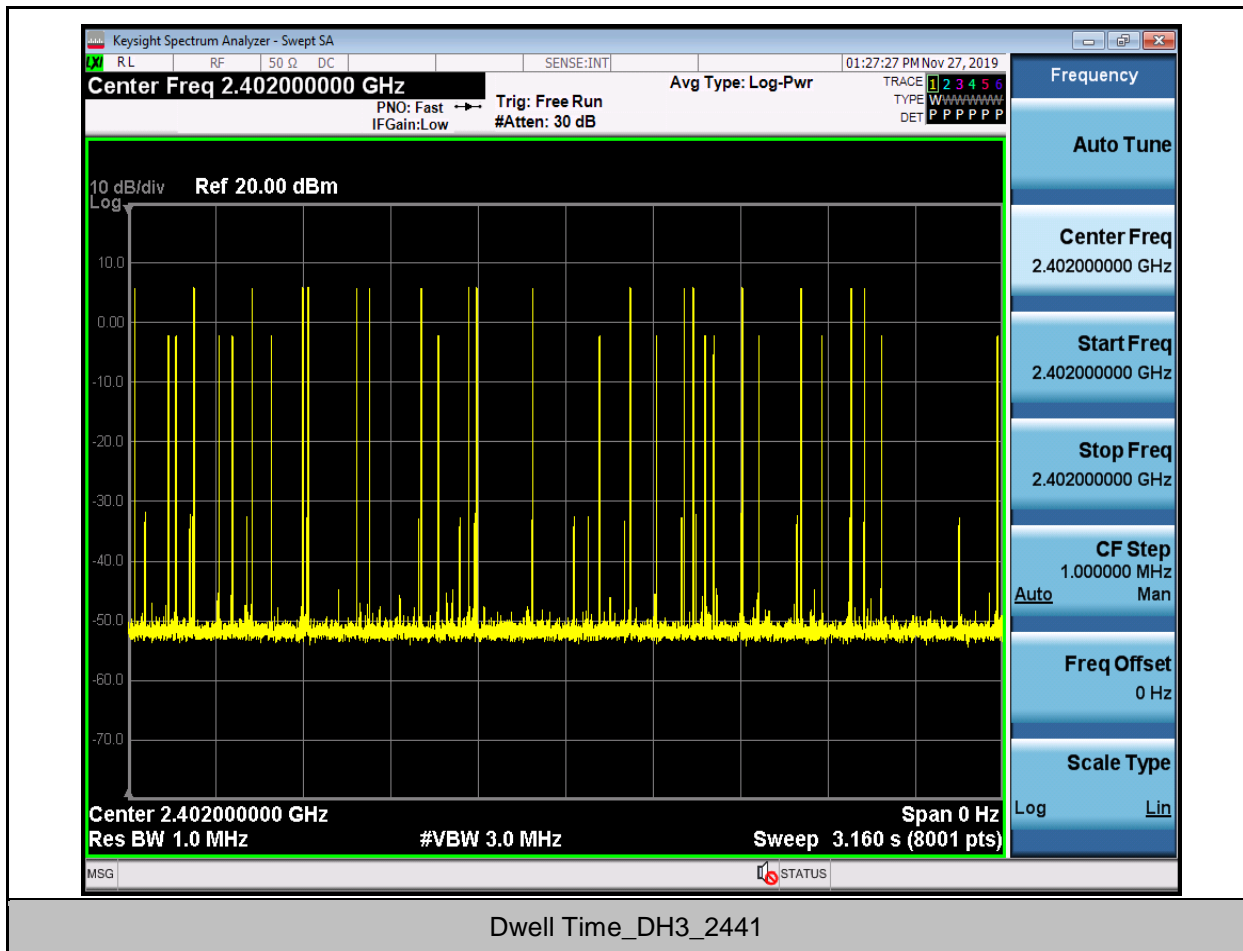 Keysight Spectrum Analyzer - Swept SA
LXI RL RF 50 Ω DC SENSE:INT 01:27:27 PM Nov 27, 2019
Center Freq 2.402000000 GHz
PNO: Fast
IFGain:Low
Trig: Free Run
#Atten: 30 dB
Avg Type: Log-Pwr
TRACE 1 2 3 4 5 6
TYPE WWWWWW
DET P P P P P P
10 dB/div Ref 20.00 dBm
Log
10.0
0.00
-10.0
-20.0
-30.0
-40.0
-50.0
-60.0
-70.0
Center 2.402000000 GHz Span 0 Hz
Res BW 1.0 MHz #VBW 3.0 MHz Sweep 3.160 s (8001 pts)
MSG STATUS
Frequency
Auto Tune
Center Freq
2.402000000 GHz
Start Freq
2.402000000 GHz
Stop Freq
2.402000000 GHz
CF Step
1.000000 MHz
Auto Man
Freq Offset
0 Hz
Scale Type
Log Lin
Dwell Time_DH3_2441